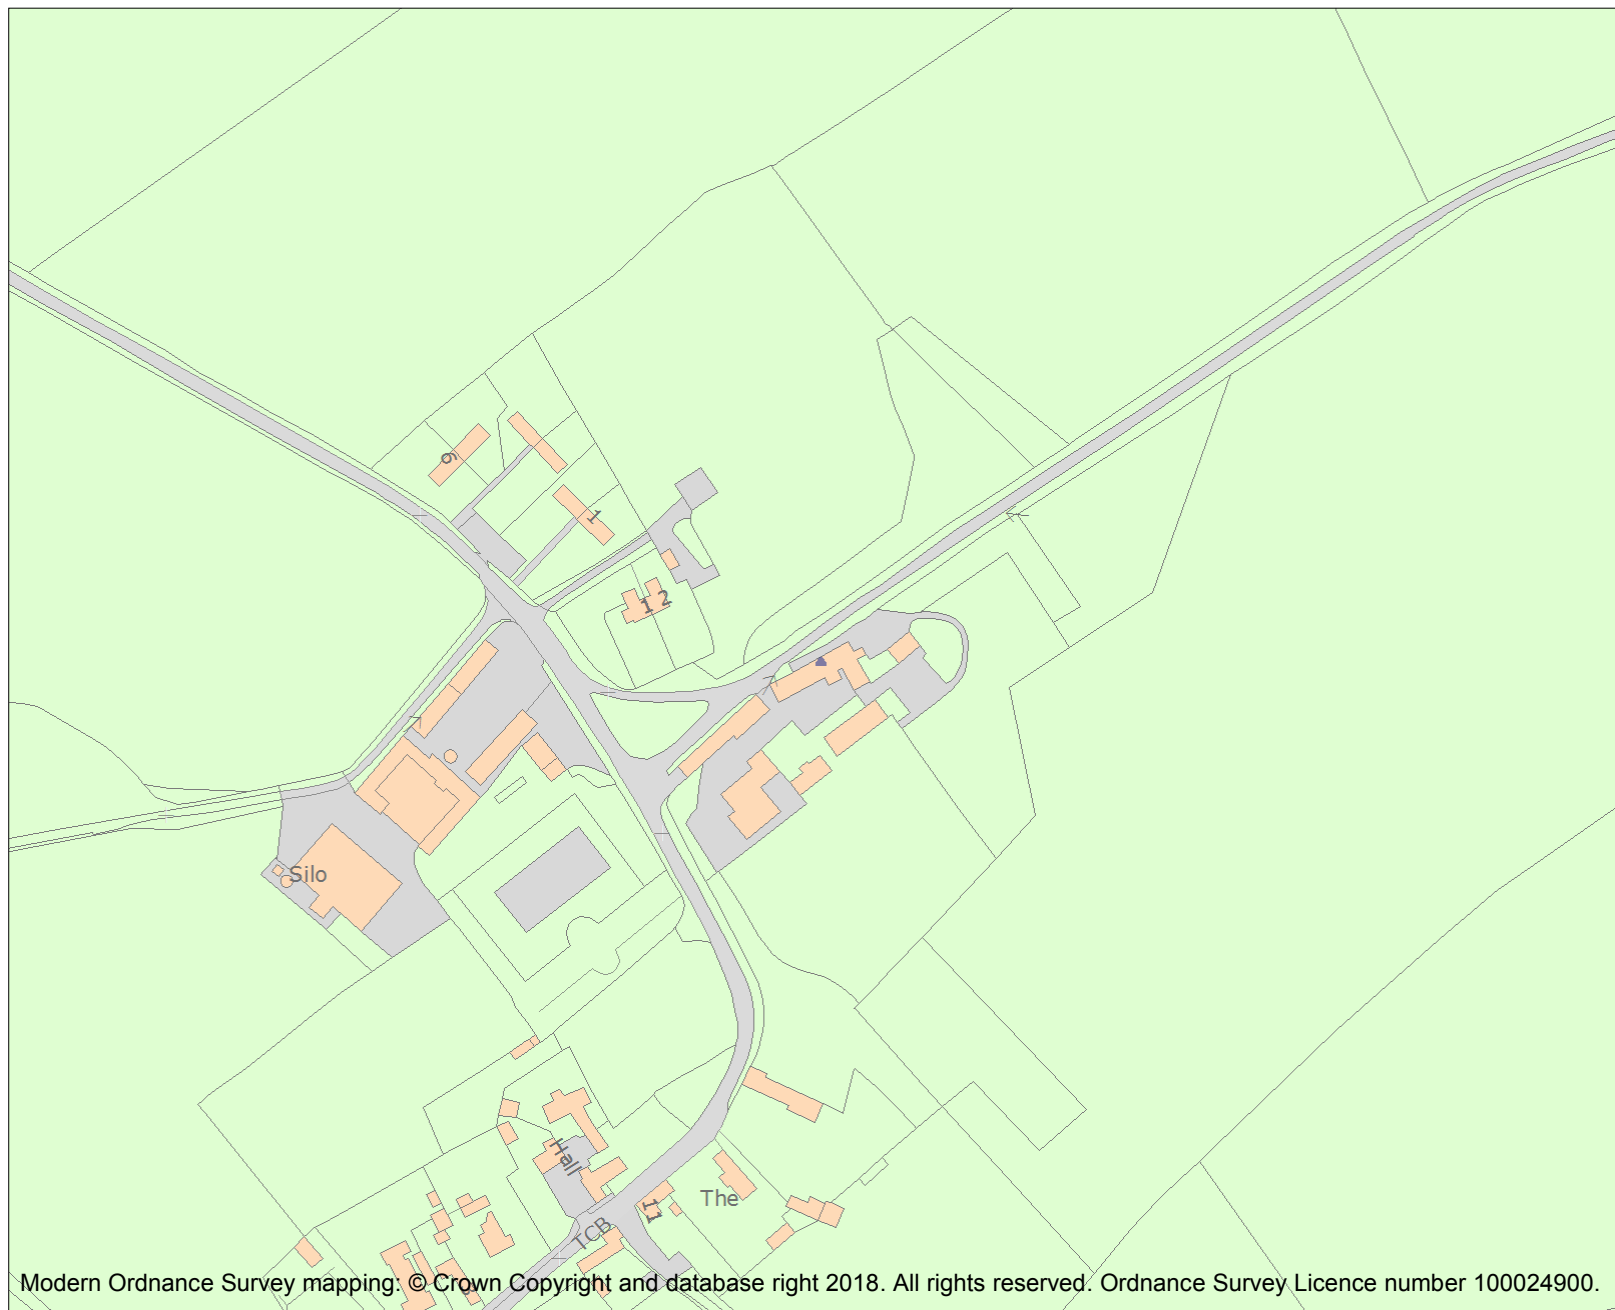 6
1
1 2
Silo
Hall
The
11
TCB
Modern Ordnance Survey mapping: © Crown Copyright and database right 2018. All rights reserved. Ordnance Survey Licence number 100024900.